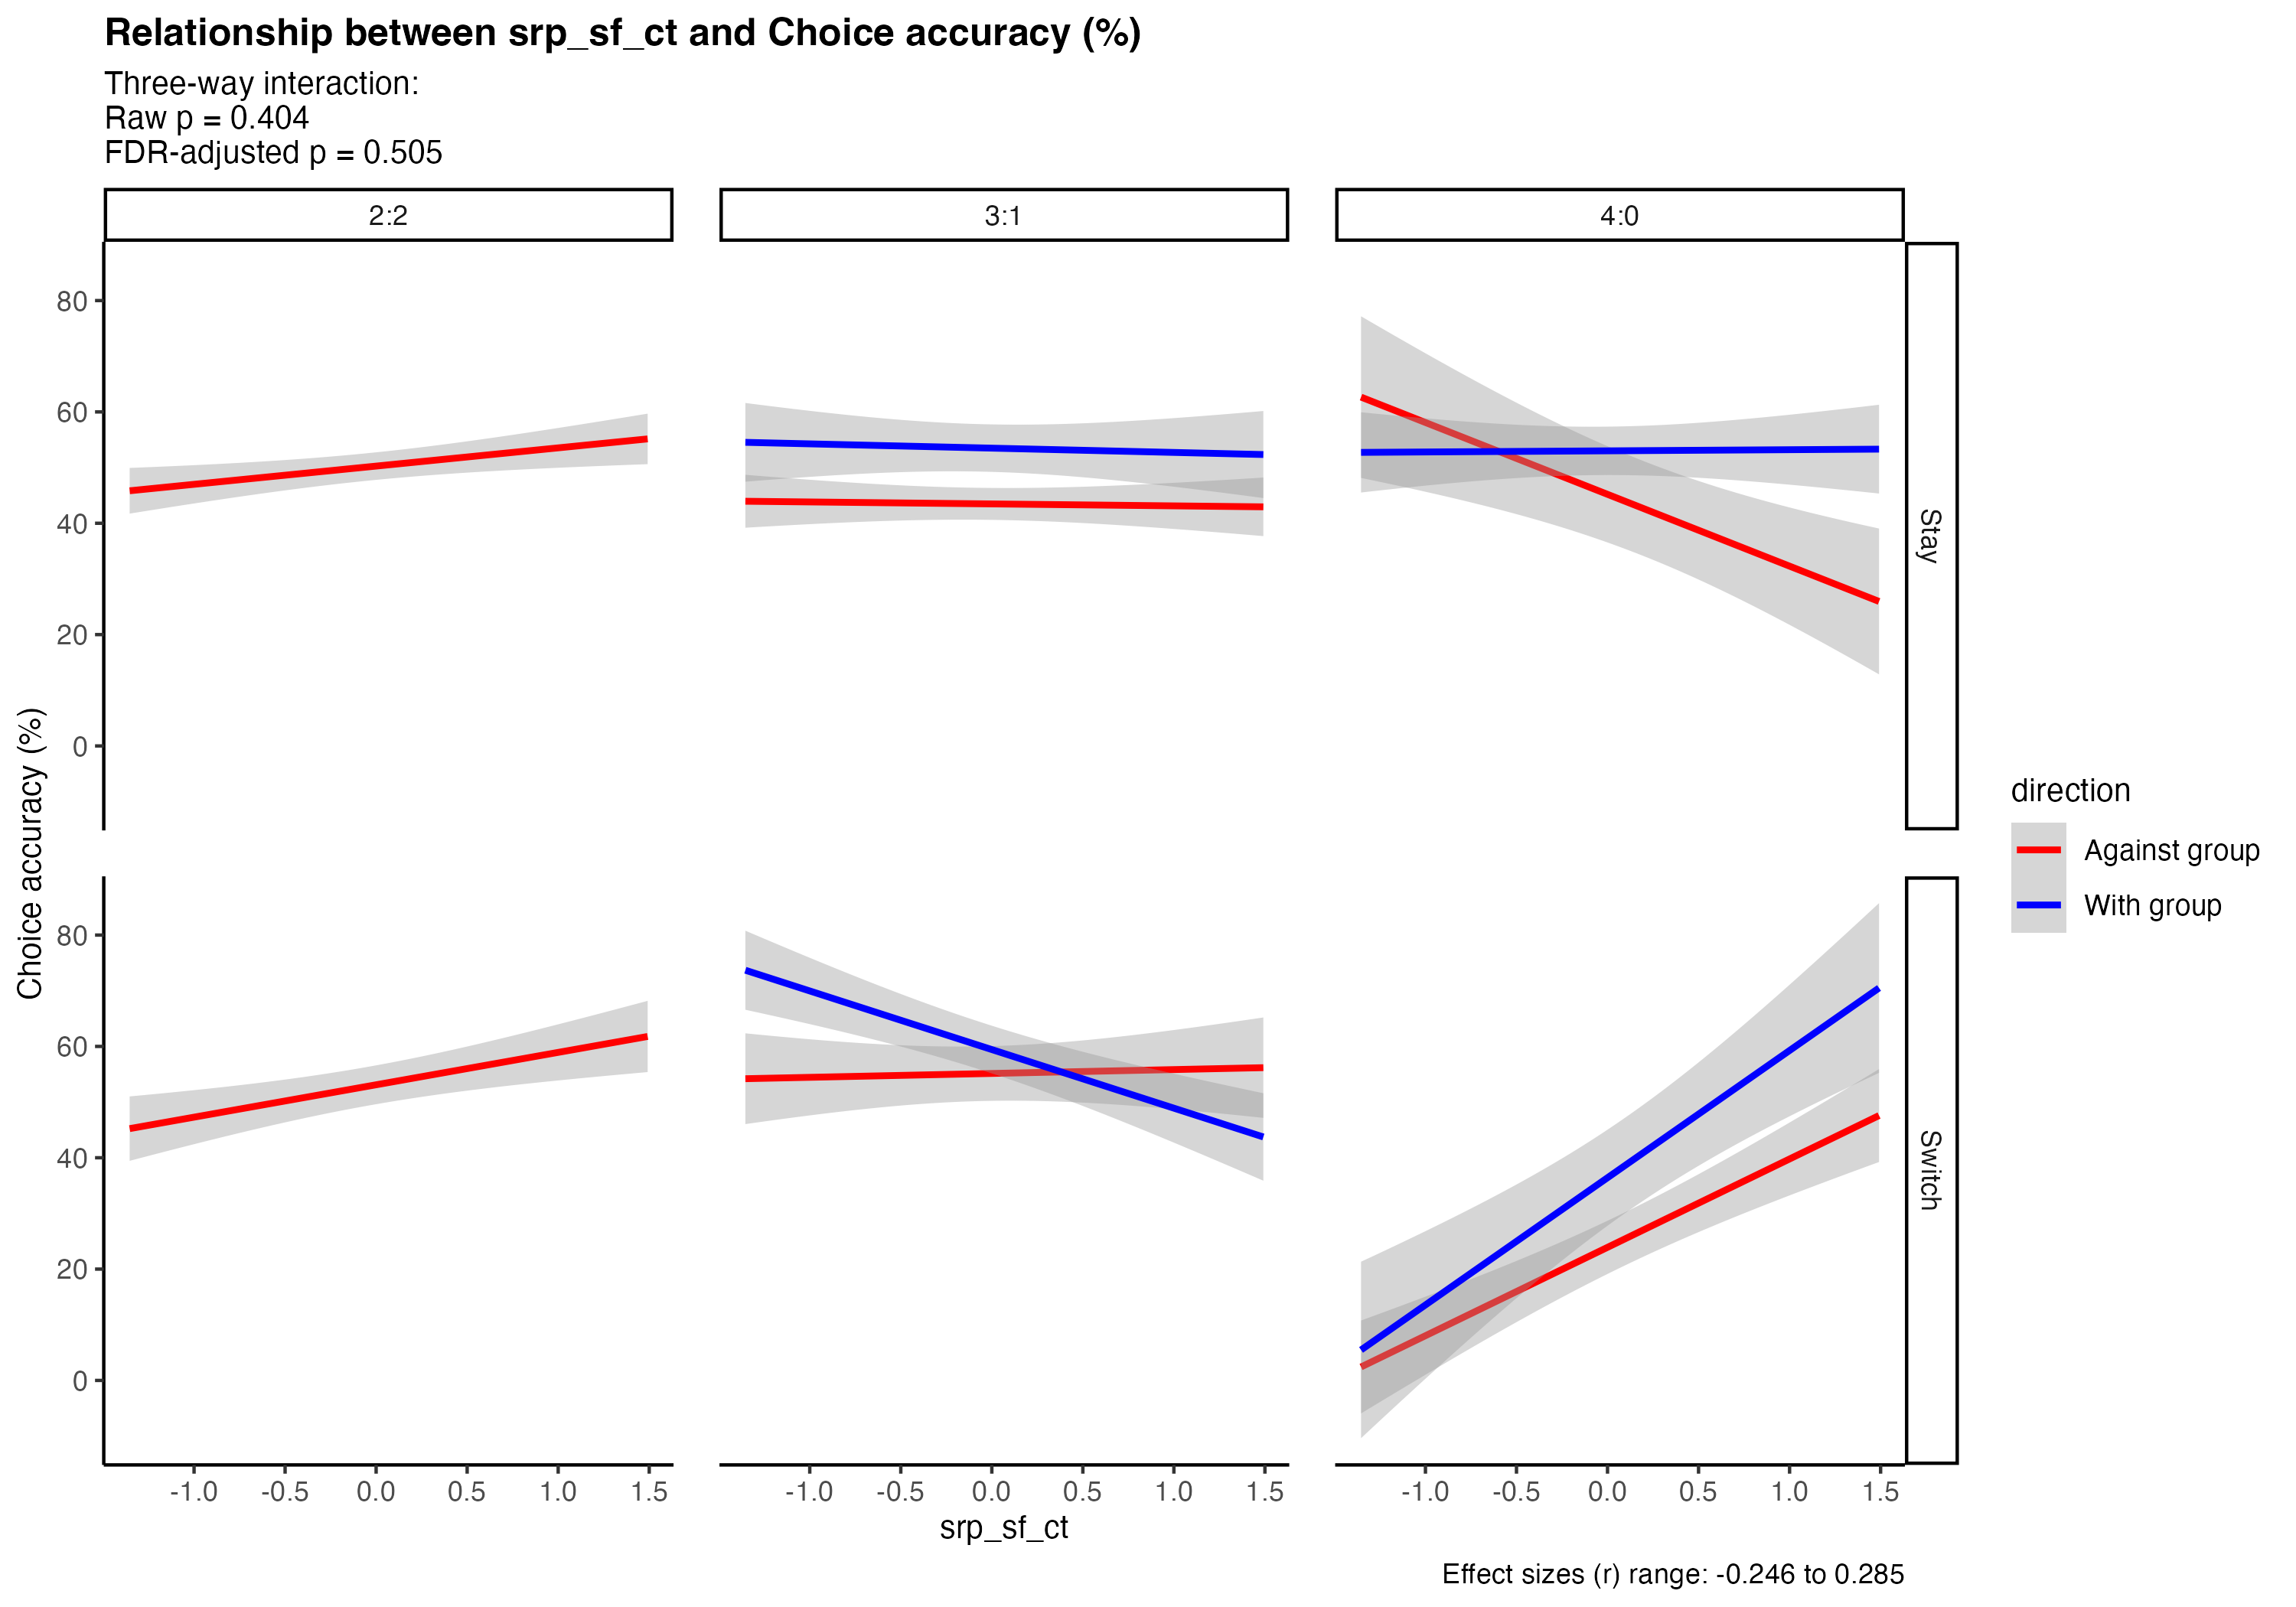 Relationship between srp_sf_ct and Choice accuracy (%)
Three-way interaction:
Raw p = 0.404
FDR-adjusted p = 0.505
2:2
3:1
4:0
80
60
40
20
0
Stay
80
60
40
20
0
Switch
Choice accuracy (%)
-1.0 -0.5 0.0 0.5 1.0 1.5
-1.0 -0.5 0.0 0.5 1.0 1.5
-1.0 -0.5 0.0 0.5 1.0 1.5
srp_sf_ct
direction
Against group
With group
Effect sizes (r) range: -0.246 to 0.285